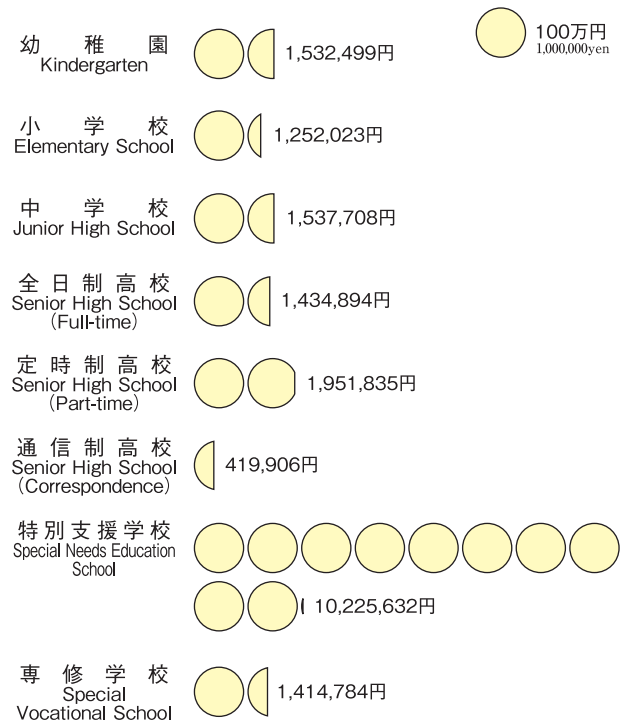 幼稚園
Kindergarten
1,532,499円
100万円
1,000,000yen
小学校
Elementary School
1,252,023円
中学校
Junior High School
1,537,708円
全日制高校
Senior High School
(Full-time)
1,434,894円
定時制高校
Senior High School
(Part-time)
1,951,835円
通信制高校
Senior High School
(Correspondence)
419,906円
特別支援学校
Special Needs Education
School
10,225,632円
専修学校
Special
Vocational School
1,414,784円